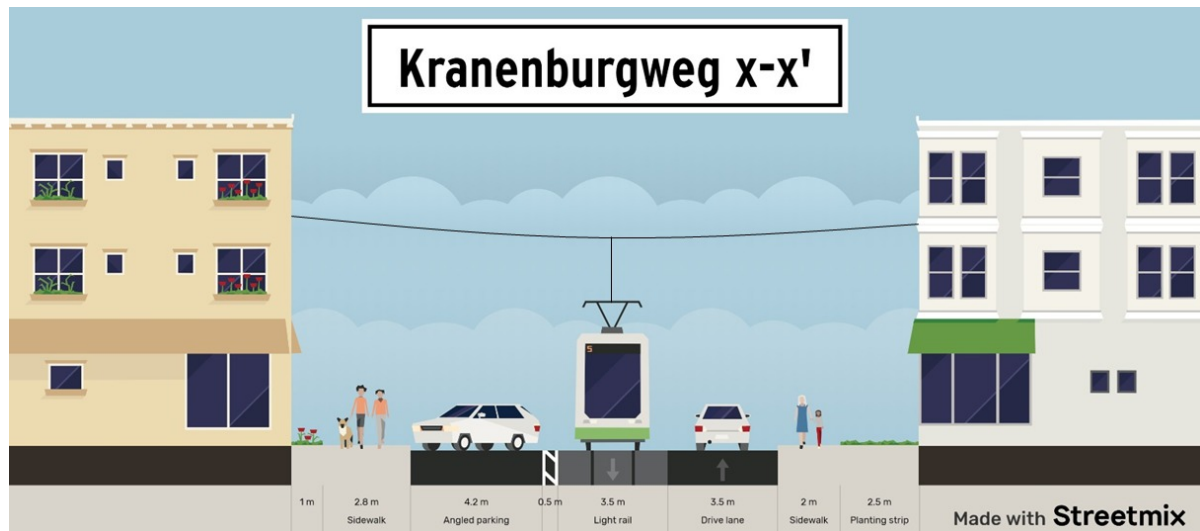 Kranenburgweg x-x'
5
1 m
2.8 m
4.2 m
0.5 m
3.5 m
3.5 m
2 m
2.5 m
Sidewalk
Angled parking
Light rail
Drive lane
Sidewalk
Planting strip
Made with Streetmix